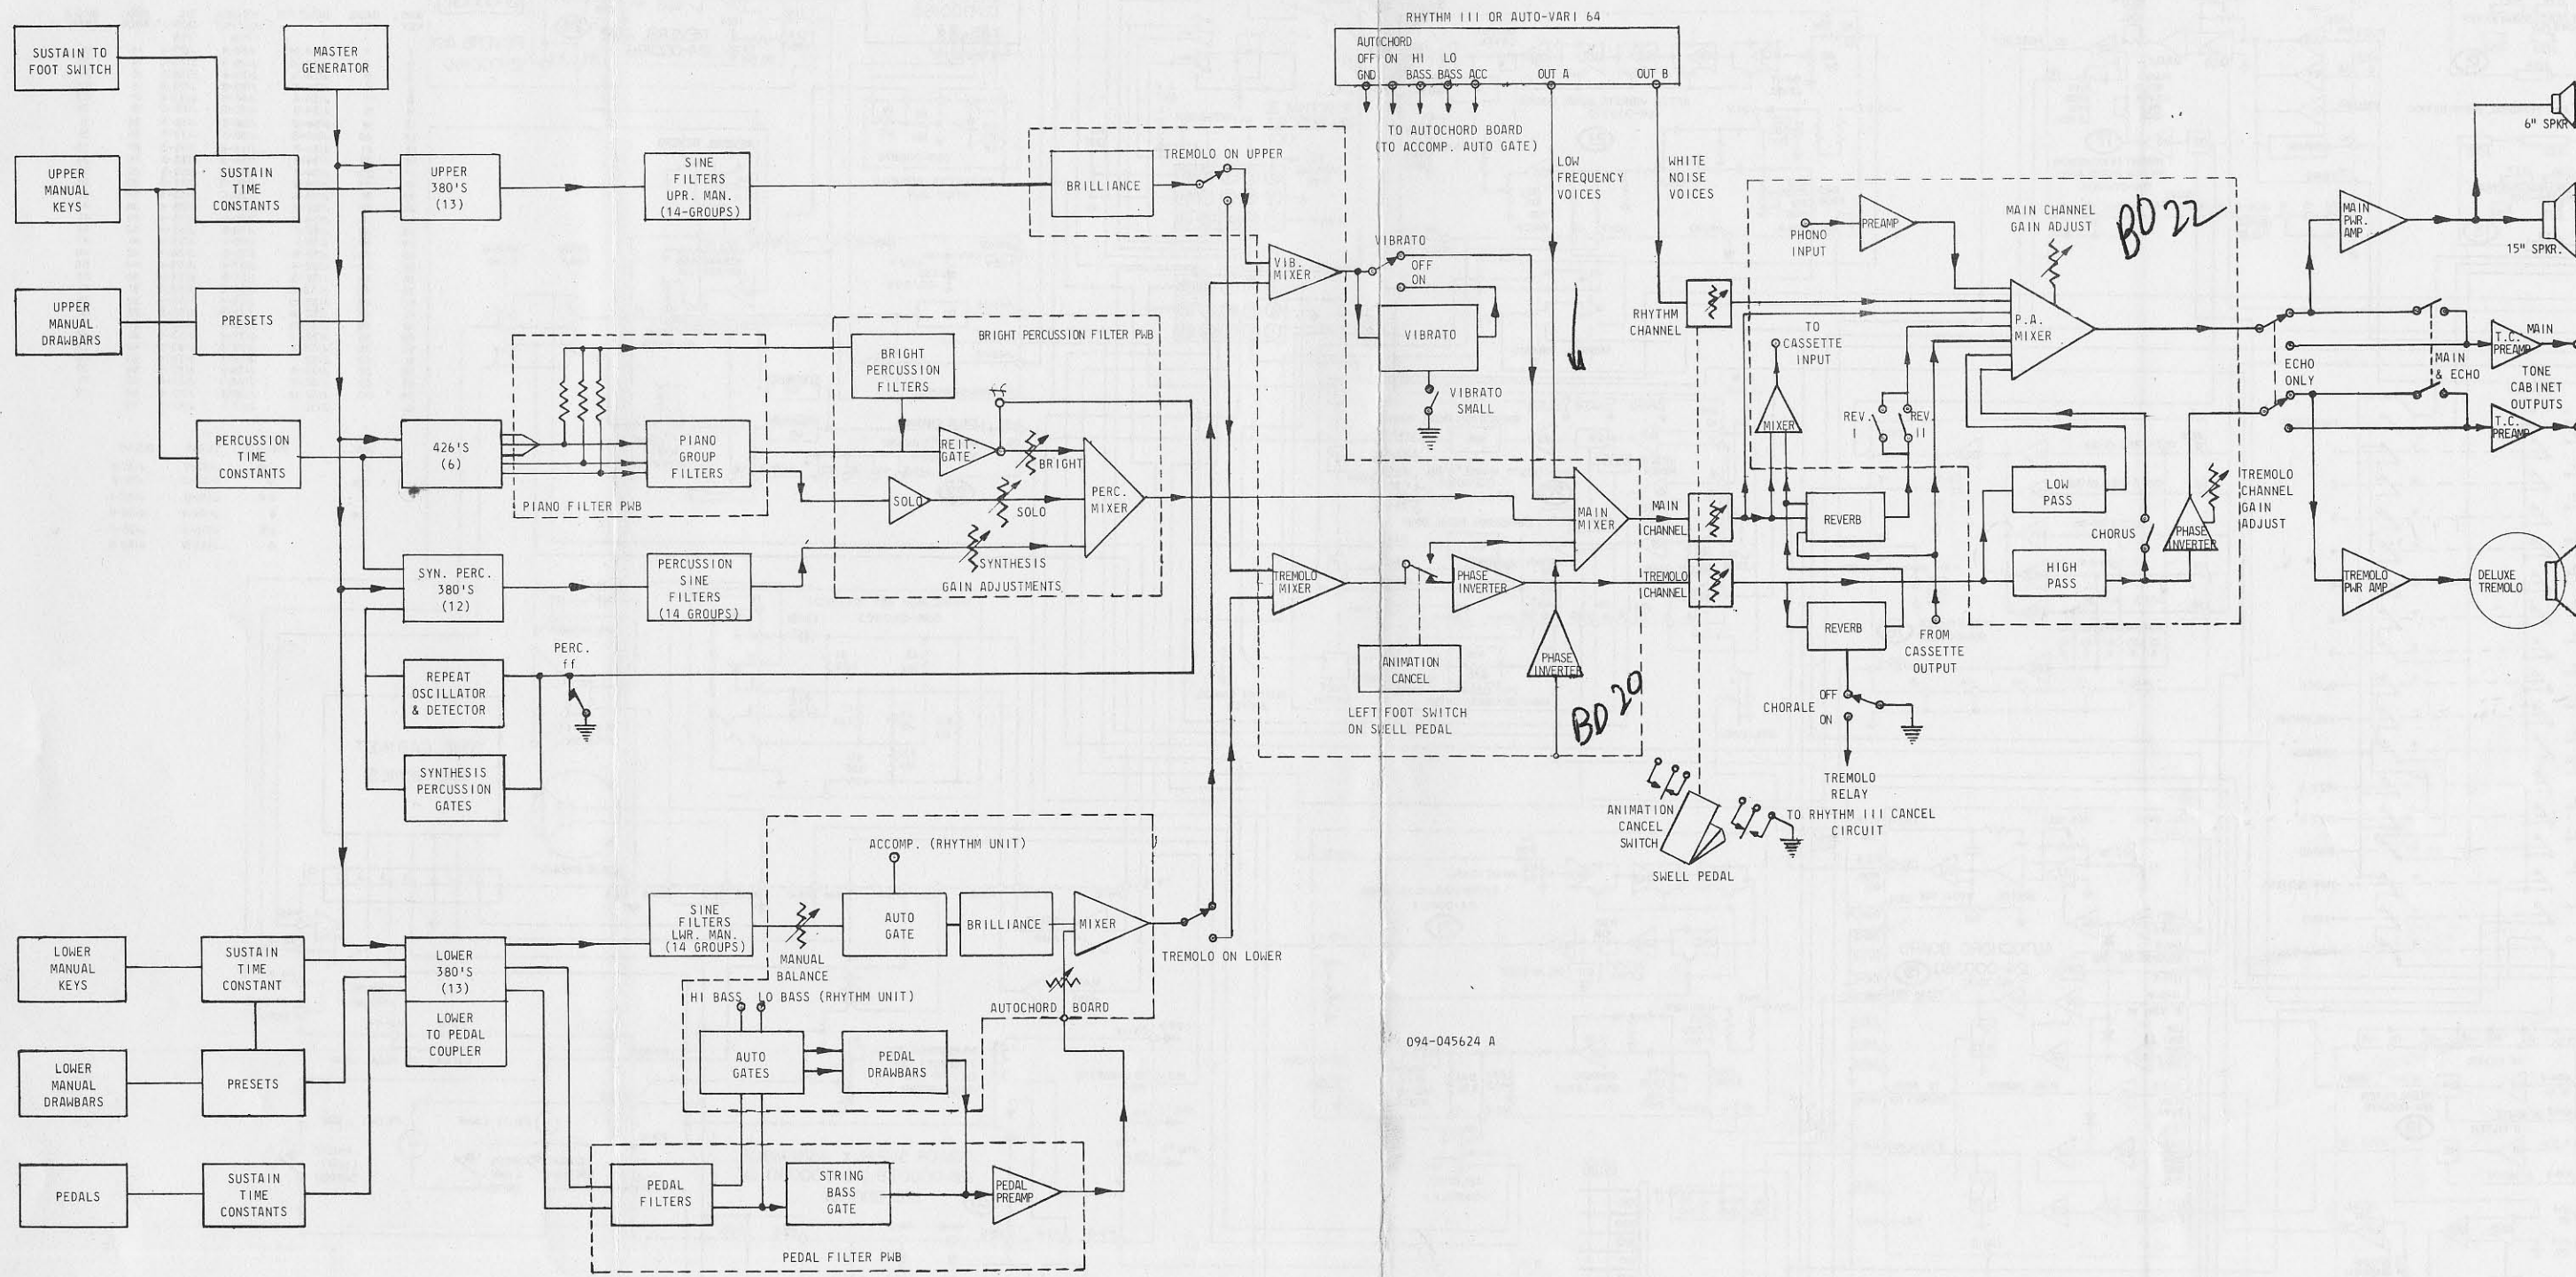 RHYTHM III OR AUTO-VARI 64
AUTOCHORD
OFF ON HI LO
GND BASS BASS ACC OUT A OUT B
TO AUTOCHORD BOARD
(TO ACCOMP. AUTO GATE)
LOW
FREQUENCY
VOICES
WHITE
NOISE
VOICES
SUSTAIN TO
FOOT SWITCH
MASTER
GENERATOR
UPPER
MANUAL
KEYS
SUSTAIN
TIME
CONSTANTS
UPPER
380'S
(13)
SINE
FILTERS
UPR. MAN.
(14-GROUPS)
BRILLIANCE
TREMOLO ON UPPER
UPPER
MANUAL
DRAWBARS
PRESETS
VIB.
MIXER
VIBRATO
OFF
ON
VIBRATO
VIBRATO
SMALL
RHYTHM
CHANNEL
PHONO
INPUT
PREAMP
MAIN CHANNEL
GAIN ADJUST
BD22
P.A.
MIXER
TO
CASSETTE
INPUT
MIXER
REV.
I
REV.
II
MAIN
PWR.
AMP
6" SPKR
15" SPKR.
ECHO
ONLY
MAIN
& ECHO
T.C.
PREAMP
MAIN
TONE
CABINET
OUTPUTS
T.C.
PREAMP
PERCUSSION
TIME
CONSTANTS
426'S
(6)
PIANO
GROUP
FILTERS
PIANO FILTER PWB
BRIGHT PERCUSSION FILTER PWB
BRIGHT
PERCUSSION
FILTERS
ff
REIT.
GATE
BRIGHT
SOLO
SOLO
PERC.
MIXER
SYNTHESIS
GAIN ADJUSTMENTS
SYN. PERC.
380'S
(12)
PERCUSSION
SINE
FILTERS
(14 GROUPS)
MAIN
MIXER
MAIN
CHANNEL
REVERB
LOW
PASS
CHORUS
PHASE
INVERTER
TREMOLO
CHANNEL
GAIN
ADJUST
TREMOLO
MIXER
PHASE
INVERTER
TREMOLO
CHANNEL
HIGH
PASS
TREMOLO
PWR AMP
DELUXE
TREMOLO
REVERB
FROM
CASSETTE
OUTPUT
ANIMATION
CANCEL
LEFT FOOT SWITCH
ON SWELL PEDAL
PHASE
INVERTER
BD20
CHORALE
OFF
ON
TREMOLO
RELAY
ANIMATION
CANCEL
SWITCH
TO RHYTHM III CANCEL
CIRCUIT
SWELL PEDAL
REPEAT
OSCILLATOR
& DETECTOR
PERC.
ff
SYNTHESIS
PERCUSSION
GATES
ACCOMP. (RHYTHM UNIT)
LOWER
MANUAL
KEYS
SUSTAIN
TIME
CONSTANT
LOWER
380'S
(13)
LOWER
TO PEDAL
COUPLER
SINE
FILTERS
LWR. MAN.
(14 GROUPS)
MANUAL
BALANCE
AUTO
GATE
BRILLIANCE
MIXER
TREMOLO ON LOWER
HI BASS LO BASS (RHYTHM UNIT)
AUTOCHORD BOARD
LOWER
MANUAL
DRAWBARS
PRESETS
AUTO
GATES
PEDAL
DRAWBARS
PEDALS
SUSTAIN
TIME
CONSTANTS
PEDAL
FILTERS
STRING
BASS
GATE
PEDAL
PREAMP
PEDAL FILTER PWB
094-045624 A